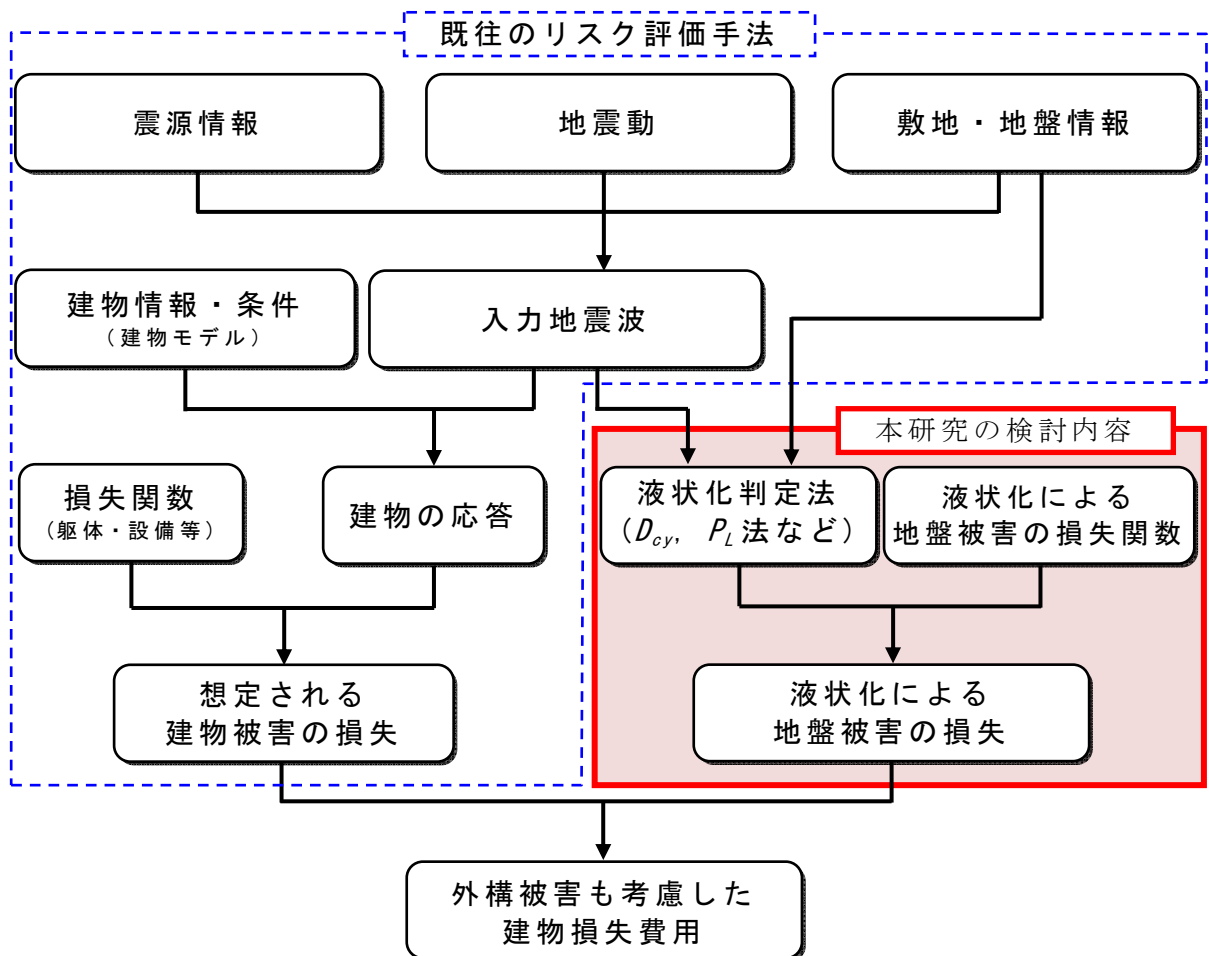 既往のリスク評価手法
震源情報
地震動
敷地・地盤情報
建物情報・条件
（建物モデル）
入力地震波
本研究の検討内容
損失関数
（躯体・設備等）
建物の応答
液状化判定法
（Dcy, PL法など）
液状化による
地盤被害の損失関数
想定される
建物被害の損失
液状化による
地盤被害の損失
外構被害も考慮した
建物損失費用